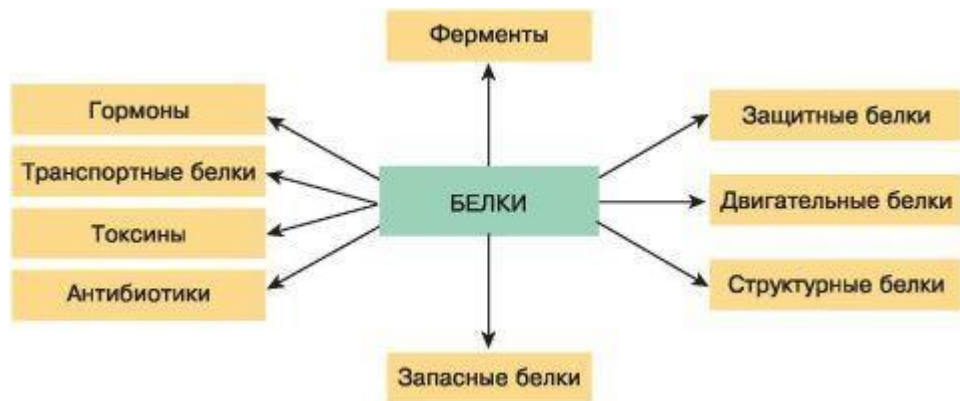 Ферменты
Гормоны
Транспортные белки
Токсины
Антибиотики
БЕЛКИ
Защитные белки
Двигательные белки
Структурные белки
Запасные белки